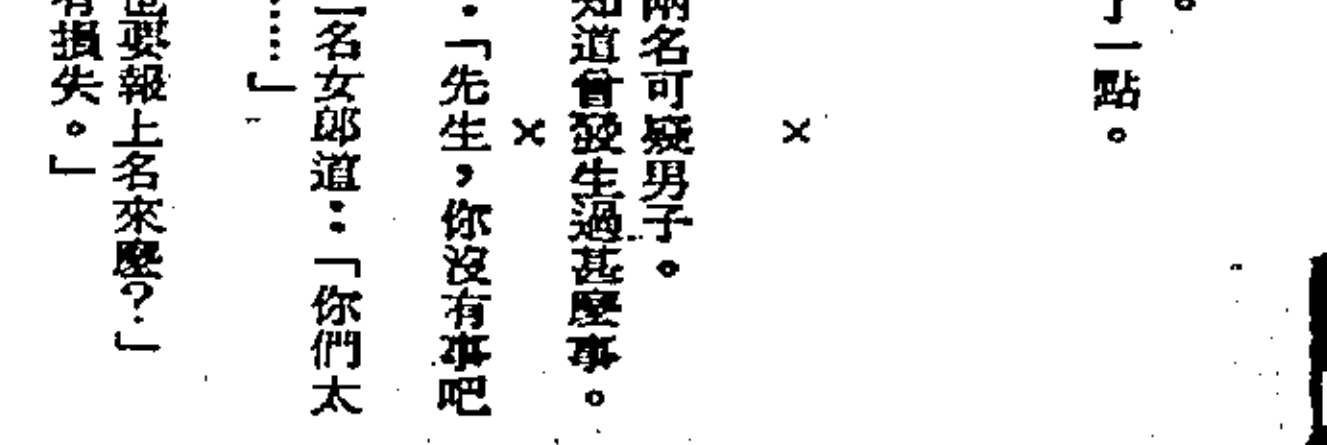 。
了一點。
×
兩名可疑男子。
知道曾發生過甚麼事。
×
：「先生，你沒有事吧
一名女郎道：「你們太
……」
也要報上名來麼？」
有損失。」